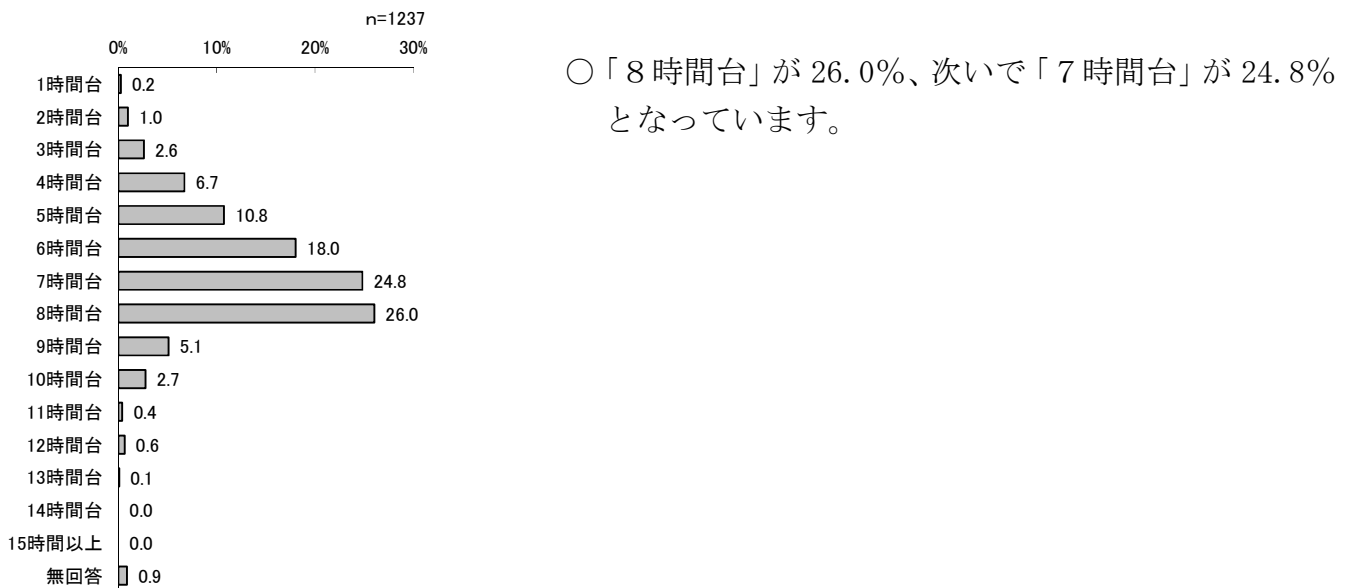 n=1237
0% 10% 20% 30%
1時間台 0.2
2時間台 1.0
3時間台 2.6
4時間台 6.7
5時間台 10.8
6時間台 18.0
7時間台 24.8
8時間台 26.0
9時間台 5.1
10時間台 2.7
11時間台 0.4
12時間台 0.6
13時間台 0.1
14時間台 0.0
15時間以上 0.0
無回答 0.9
○「８時間台」が 26.0％、次いで「７時間台」が 24.8％
となっています。